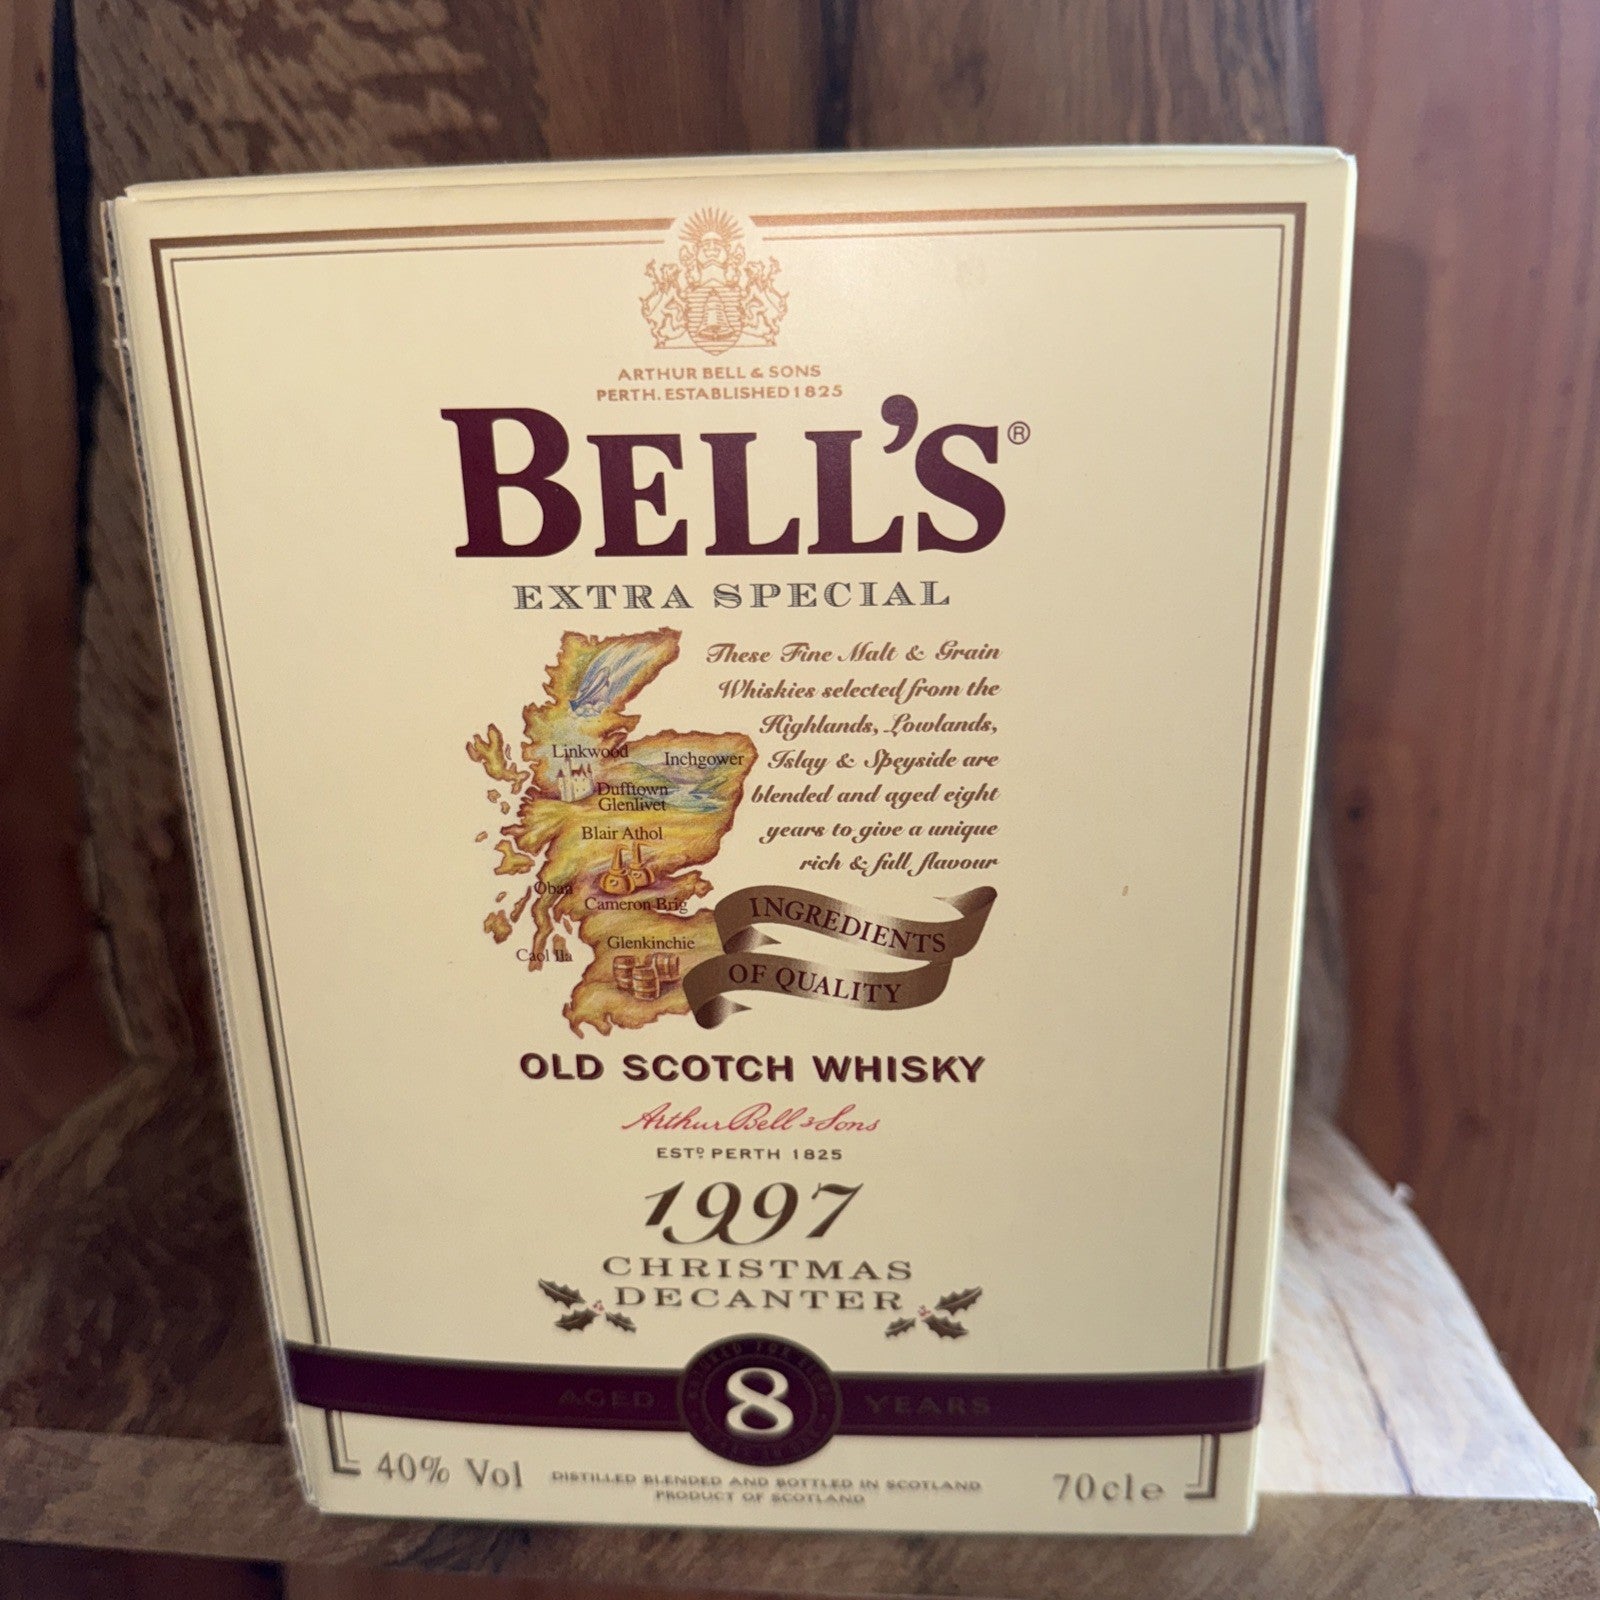 ARTHUR BELL & SONS
PERTH. ESTABLISHED 1825
BELL'S®
EXTRA SPECIAL
These Fine Malt & Grain
Whiskies selected from the
Highlands, Lowlands,
Islay & Speyside are
blended and aged eight
years to give a unique
rich & full flavour
Linkwood
Inchgower
Dufftown
Glenlivet
Blair Athol
Oban
Cameron Brig
Glenkinchie
Caol Ila
INGREDIENTS
OF QUALITY
OLD SCOTCH WHISKY
Arthur Bell & Sons
ESTD PERTH 1825
1997
CHRISTMAS
DECANTER
AGED 8 YEARS
40% Vol
DISTILLED BLENDED AND BOTTLED IN SCOTLAND
PRODUCT OF SCOTLAND
70cle